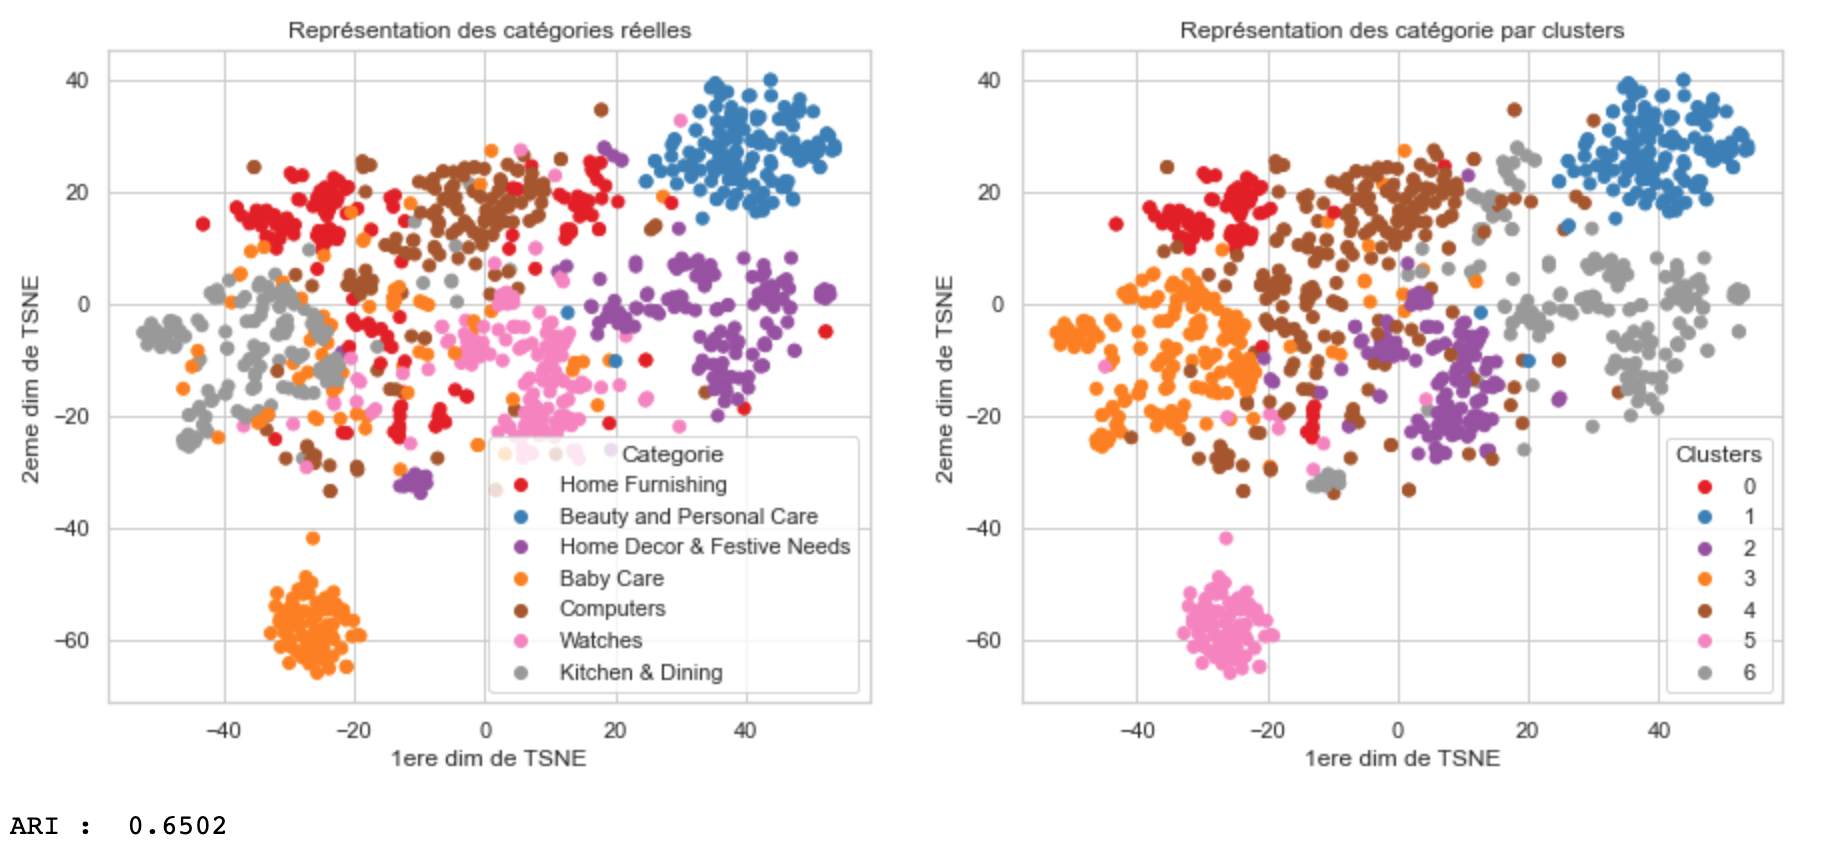 Représentation des catégories réelles
40
20
0
−20
−40
−60
2eme dim de TSNE
−40 −20 0 20 40
1ere dim de TSNE
Categorie
Home Furnishing
Beauty and Personal Care
Home Decor & Festive Needs
Baby Care
Computers
Watches
Kitchen & Dining
Représentation des catégorie par clusters
40
20
0
−20
−40
−60
2eme dim de TSNE
−40 −20 0 20 40
1ere dim de TSNE
Clusters
0
1
2
3
4
5
6
ARI : 0.6502